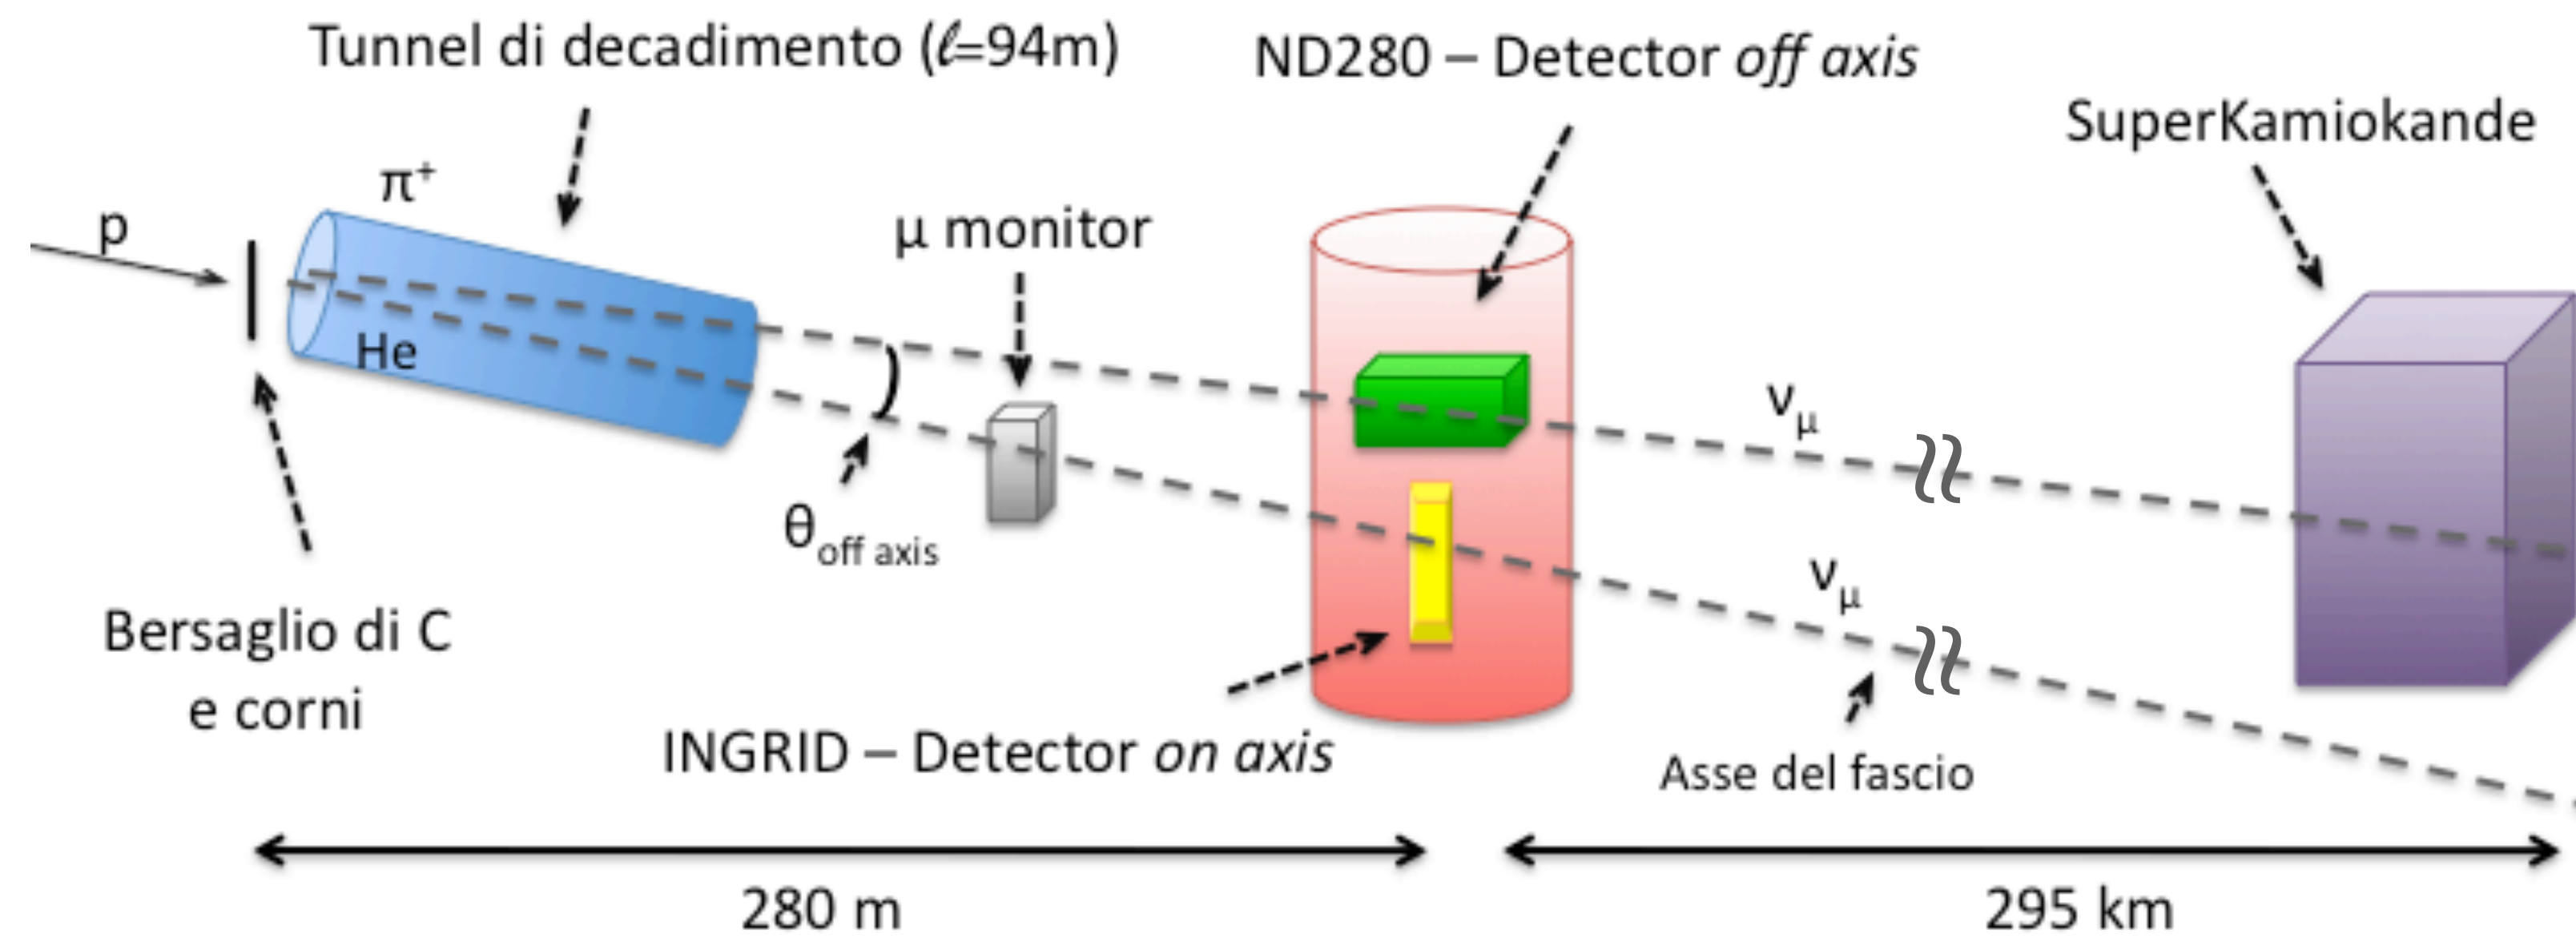 Tunnel di decadimento (ℓ=94m)
ND280 – Detector off axis
SuperKamiokande
π⁺
p
μ monitor
He
νμ
θoff axis
νμ
Bersaglio di C
e corni
INGRID – Detector on axis
Asse del fascio
280 m
295 km